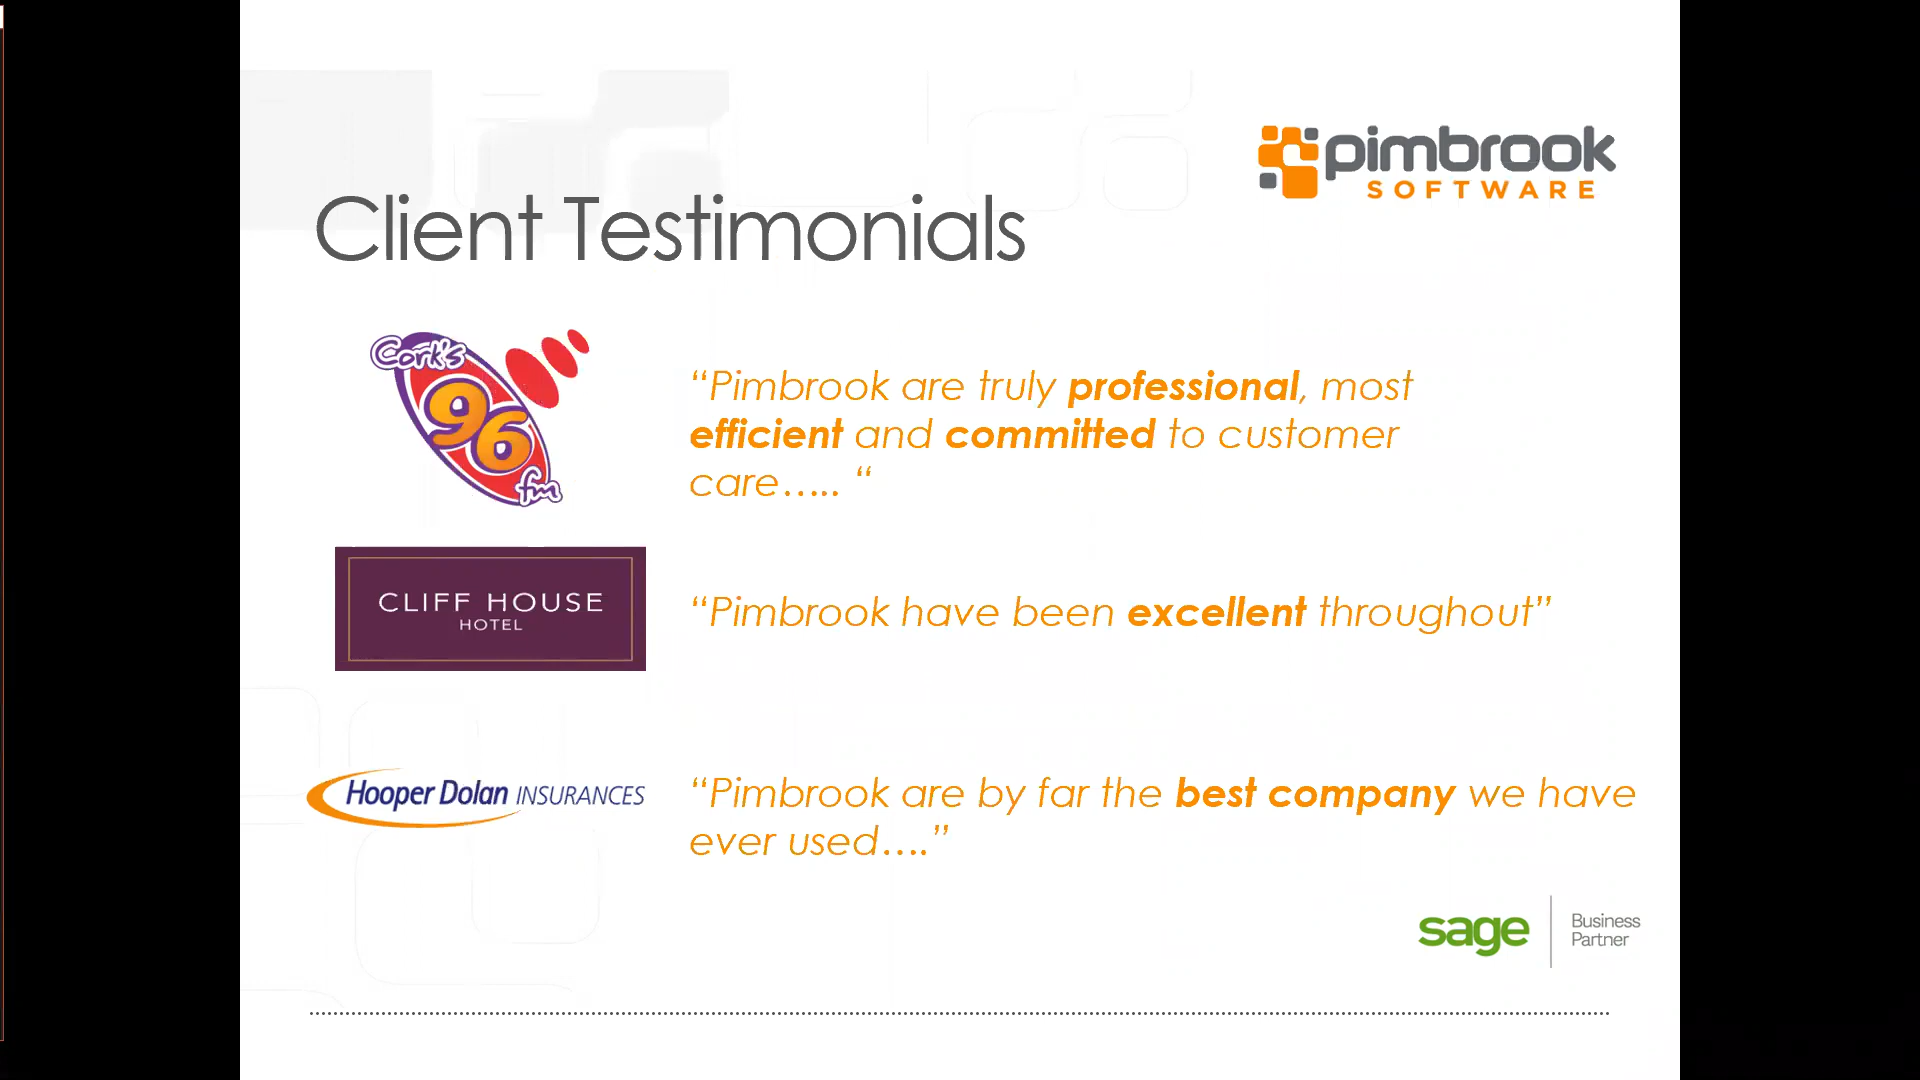 pimbrook
SOFTWARE
Client Testimonials
Cork's
96
fm
“Pimbrook are truly professional, most
efficient and committed to customer
care….. “
CLIFF HOUSE
HOTEL
“Pimbrook have been excellent throughout”
Hooper Dolan INSURANCES
“Pimbrook are by far the best company we have
ever used….”
sage
Business
Partner